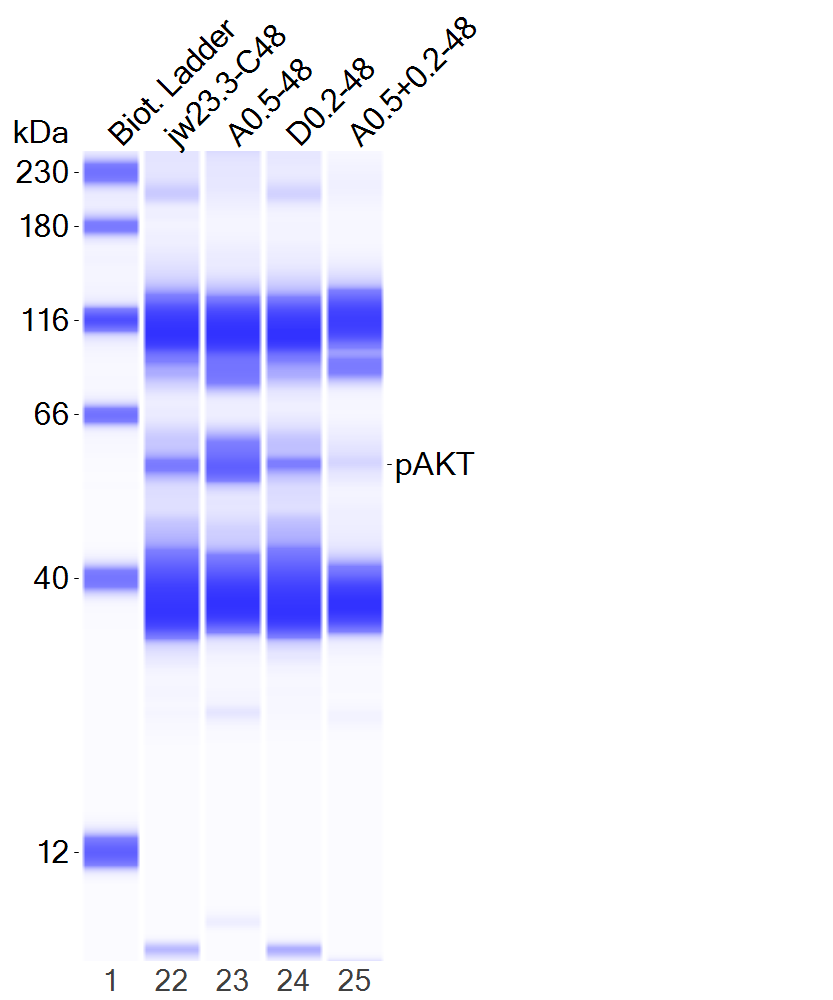 Biot. Ladder
jw23.3-C48
A0.5-48
D0.2-48
A0.5+0.2-48
kDa
230
180
116
66
pAKT
40
12
1 22 23 24 25